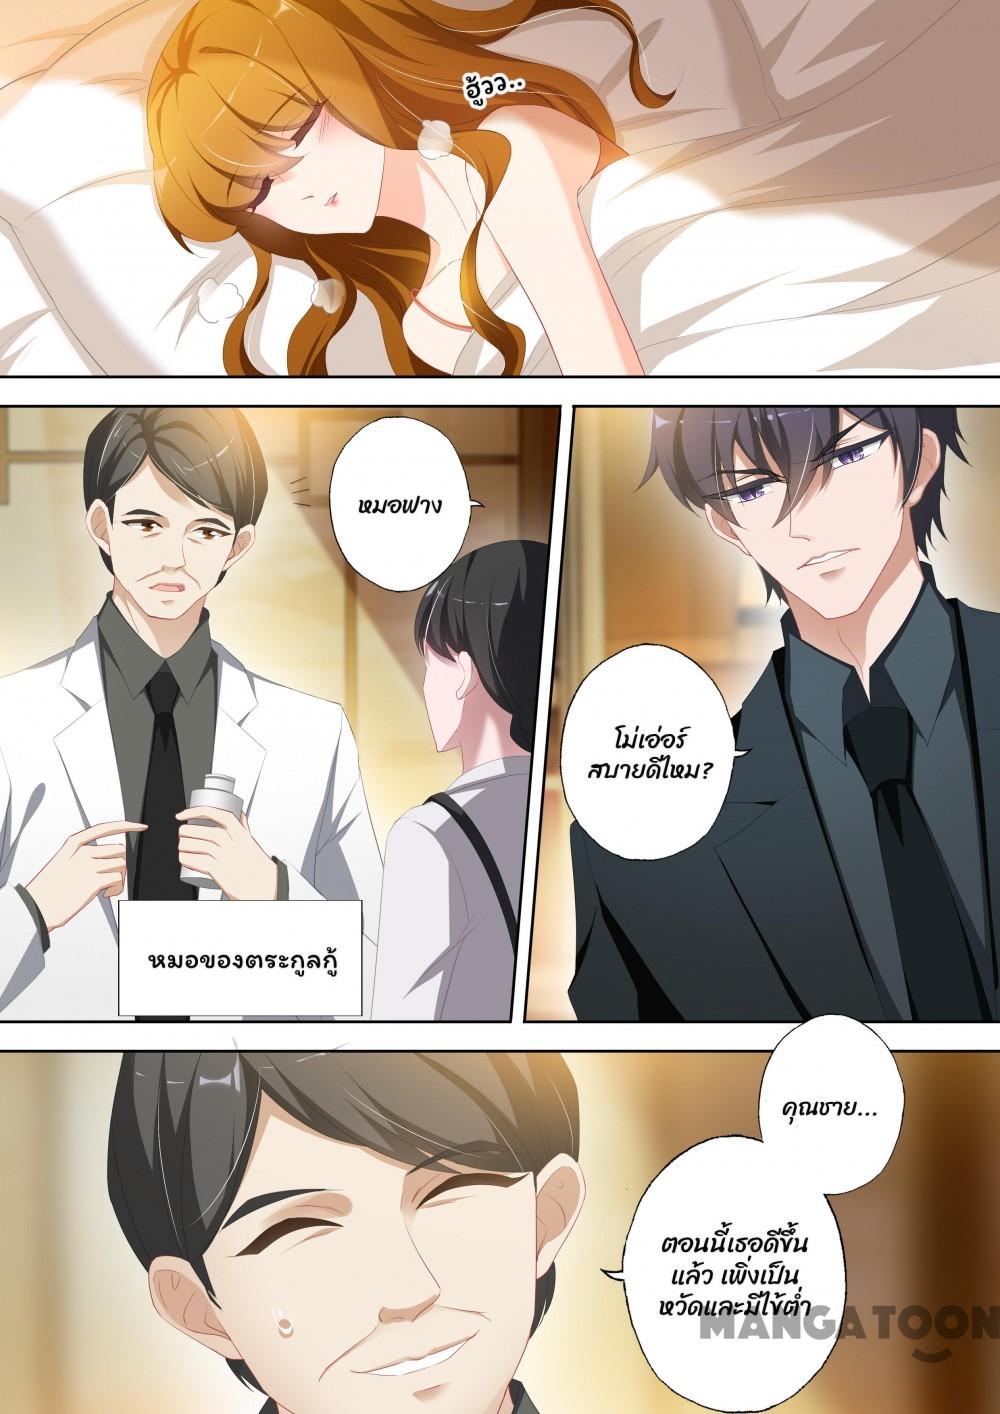 ฮู้วว..
หมอฟาง
โม่เอ๋อร์
สบายดีไหม?
หมอของตระกูลกู้
คุณชาย...
ตอนนี้เธอดีขึ้น
แล้ว เพิ่งเป็น
หวัดและมีไข้ต่ำ
MANGATOON